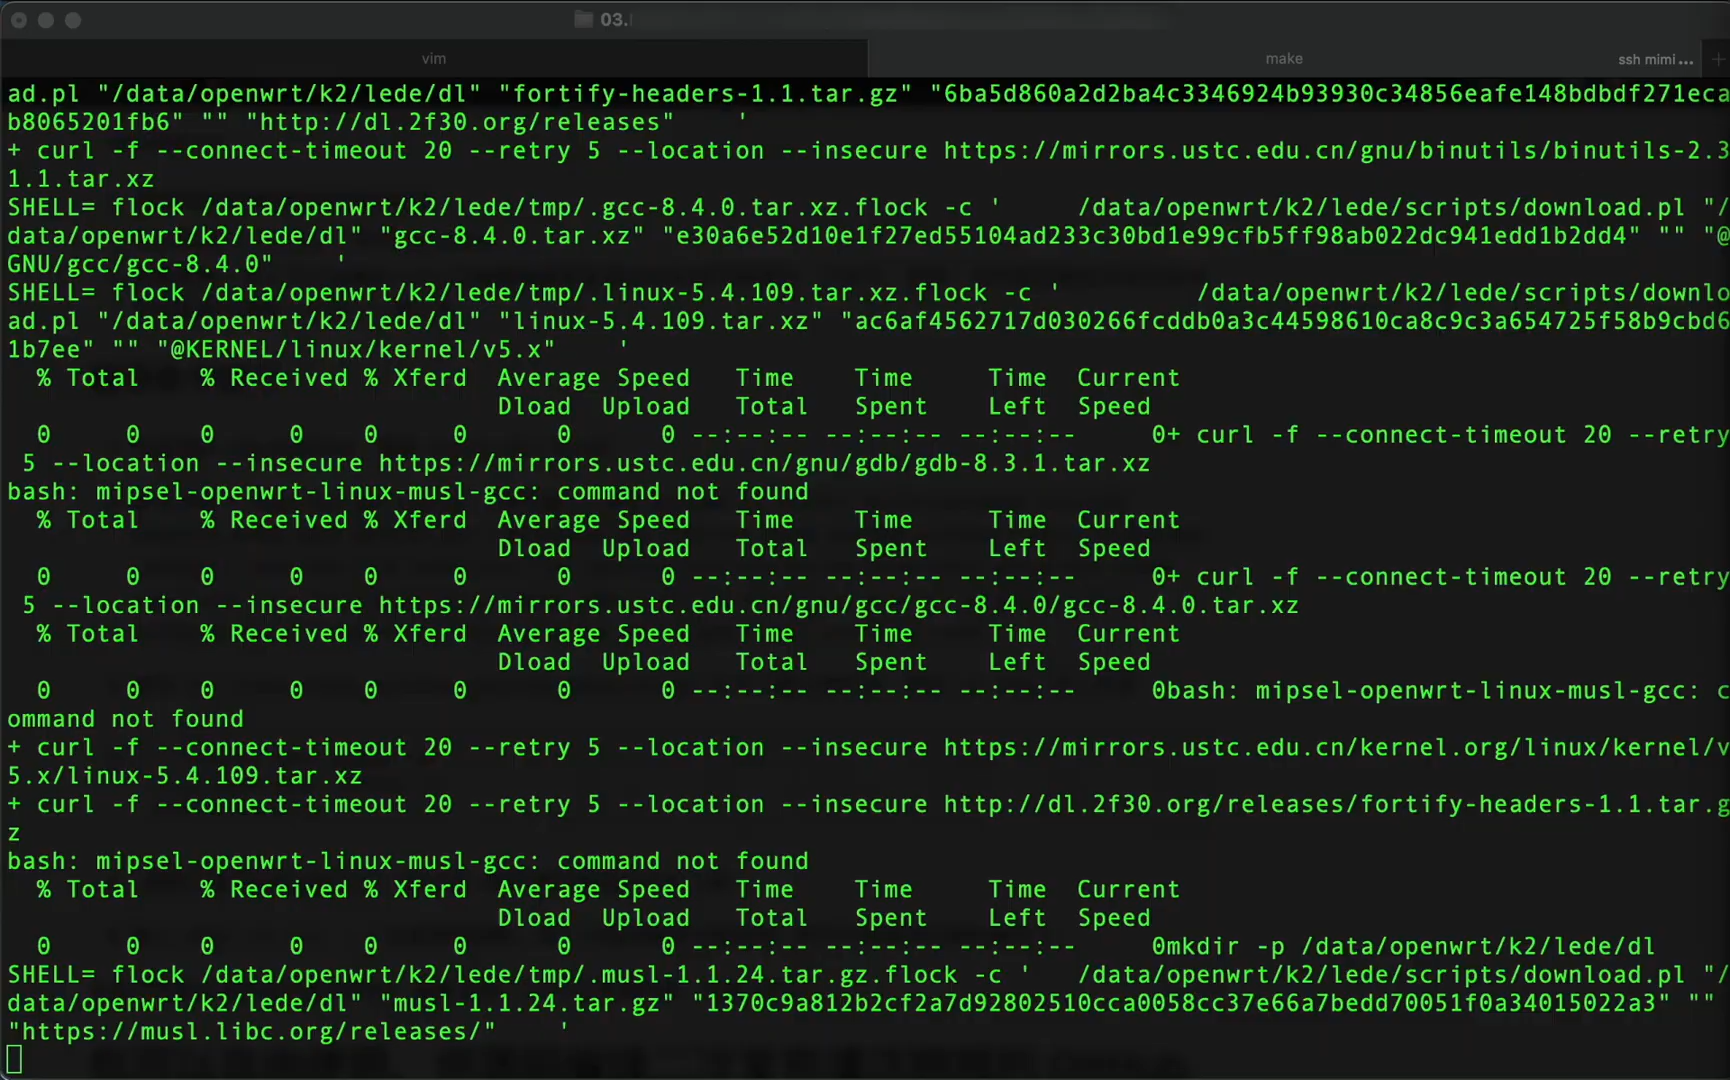 03.
vim make ssh mimi...
ad.pl "/data/openwrt/k2/lede/dl" "fortify-headers-1.1.tar.gz" "6ba5d860a2d2ba4c3346924b93930c34856eafe148bdbdf271eca
b8065201fb6" "" "http://dl.2f30.org/releases"     '
+ curl -f --connect-timeout 20 --retry 5 --location --insecure https://mirrors.ustc.edu.cn/gnu/binutils/binutils-2.3
1.1.tar.xz
SHELL= flock /data/openwrt/k2/lede/tmp/.gcc-8.4.0.tar.xz.flock -c '     /data/openwrt/k2/lede/scripts/download.pl "/
data/openwrt/k2/lede/dl" "gcc-8.4.0.tar.xz" "e30a6e52d10e1f27ed55104ad233c30bd1e99cfb5ff98ab022dc941edd1b2dd4" "" "@
GNU/gcc/gcc-8.4.0"     '
SHELL= flock /data/openwrt/k2/lede/tmp/.linux-5.4.109.tar.xz.flock -c '         /data/openwrt/k2/lede/scripts/downlo
ad.pl "/data/openwrt/k2/lede/dl" "linux-5.4.109.tar.xz" "ac6af4562717d030266fcddb0a3c44598610ca8c9c3a654725f58b9cbd6
1b7ee" "" "@KERNEL/linux/kernel/v5.x"     '
  % Total    % Received % Xferd  Average Speed   Time    Time     Time  Current
                                 Dload  Upload   Total   Spent    Left  Speed
  0     0    0     0    0     0      0      0 --:--:-- --:--:-- --:--:--     0+ curl -f --connect-timeout 20 --retry
 5 --location --insecure https://mirrors.ustc.edu.cn/gnu/gdb/gdb-8.3.1.tar.xz
bash: mipsel-openwrt-linux-musl-gcc: command not found
  % Total    % Received % Xferd  Average Speed   Time    Time     Time  Current
                                 Dload  Upload   Total   Spent    Left  Speed
  0     0    0     0    0     0      0      0 --:--:-- --:--:-- --:--:--     0+ curl -f --connect-timeout 20 --retry
 5 --location --insecure https://mirrors.ustc.edu.cn/gnu/gcc/gcc-8.4.0/gcc-8.4.0.tar.xz
  % Total    % Received % Xferd  Average Speed   Time    Time     Time  Current
                                 Dload  Upload   Total   Spent    Left  Speed
  0     0    0     0    0     0      0      0 --:--:-- --:--:-- --:--:--     0bash: mipsel-openwrt-linux-musl-gcc: c
ommand not found
+ curl -f --connect-timeout 20 --retry 5 --location --insecure https://mirrors.ustc.edu.cn/kernel.org/linux/kernel/v
5.x/linux-5.4.109.tar.xz
+ curl -f --connect-timeout 20 --retry 5 --location --insecure http://dl.2f30.org/releases/fortify-headers-1.1.tar.g
z
bash: mipsel-openwrt-linux-musl-gcc: command not found
  % Total    % Received % Xferd  Average Speed   Time    Time     Time  Current
                                 Dload  Upload   Total   Spent    Left  Speed
  0     0    0     0    0     0      0      0 --:--:-- --:--:-- --:--:--     0mkdir -p /data/openwrt/k2/lede/dl
SHELL= flock /data/openwrt/k2/lede/tmp/.musl-1.1.24.tar.gz.flock -c '   /data/openwrt/k2/lede/scripts/download.pl "/
data/openwrt/k2/lede/dl" "musl-1.1.24.tar.gz" "1370c9a812b2cf2a7d92802510cca0058cc37e66a7bedd70051f0a34015022a3" ""
"https://musl.libc.org/releases/"     '